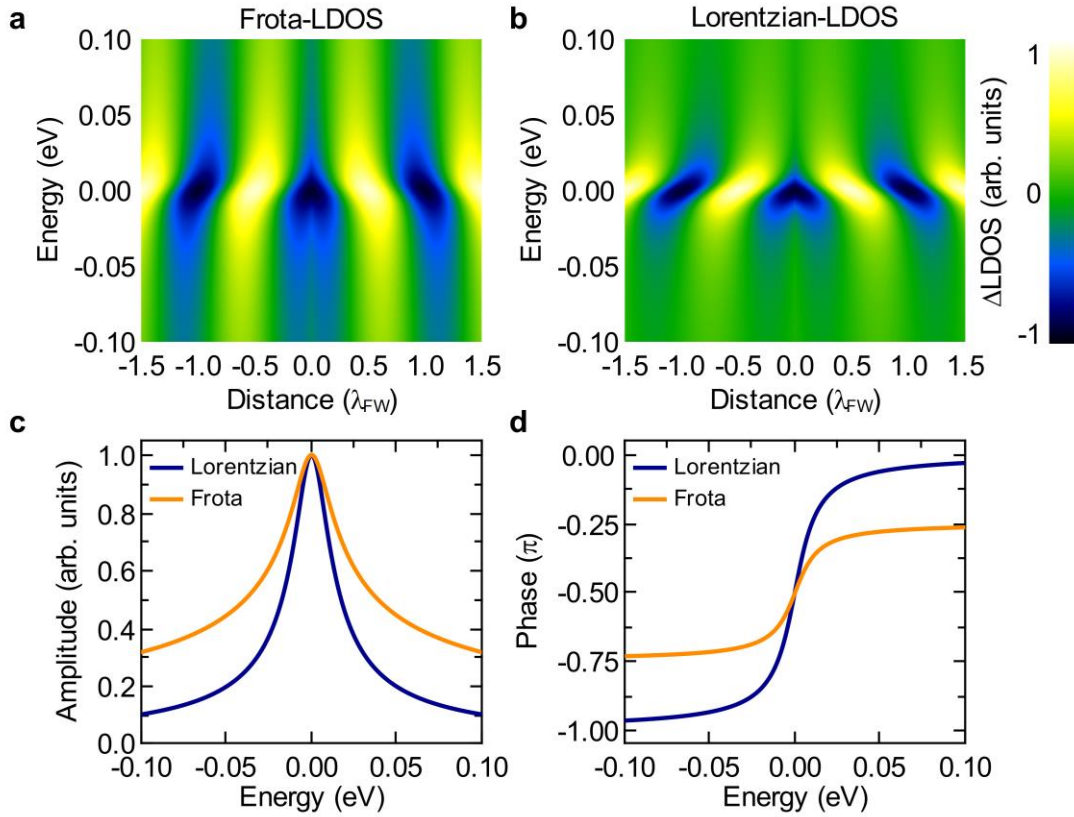 a Frota-LDOS
0.10
0.05
0.00
-0.05
-0.10
Energy (eV)
-1.5 -1.0 -0.5 0.0 0.5 1.0 1.5
Distance (λFW)
b Lorentzian-LDOS
0.10
0.05
0.00
-0.05
-0.10
Energy (eV)
-1.5 -1.0 -0.5 0.0 0.5 1.0 1.5
Distance (λFW)
1
0
-1
ΔLDOS (arb. units)
c
Lorentzian
Frota
1.0
0.8
0.6
0.4
0.2
0.0
Amplitude (arb. units)
-0.10 -0.05 0.00 0.05 0.10
Energy (eV)
d
Lorentzian
Frota
0.00
-0.25
-0.50
-0.75
-1.00
Phase (π)
-0.10 -0.05 0.00 0.05 0.10
Energy (eV)